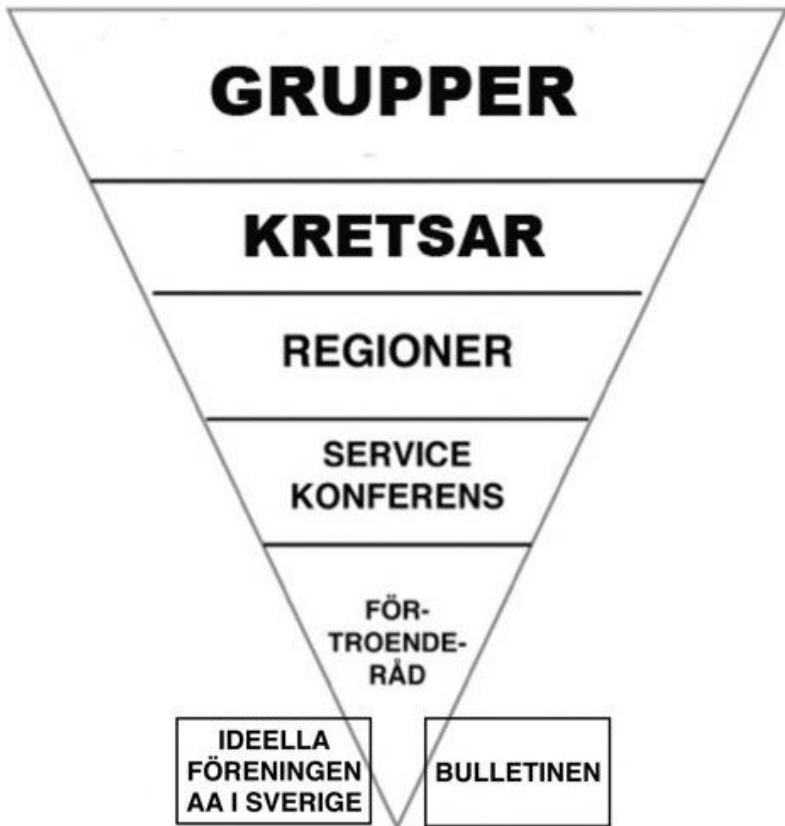 GRUPPER
KRETSAR
REGIONER
SERVICE
KONFERENS
FÖR-
TROENDE-
RÅD
IDEELLA
FÖRENINGEN
AA I SVERIGE
BULLETINEN